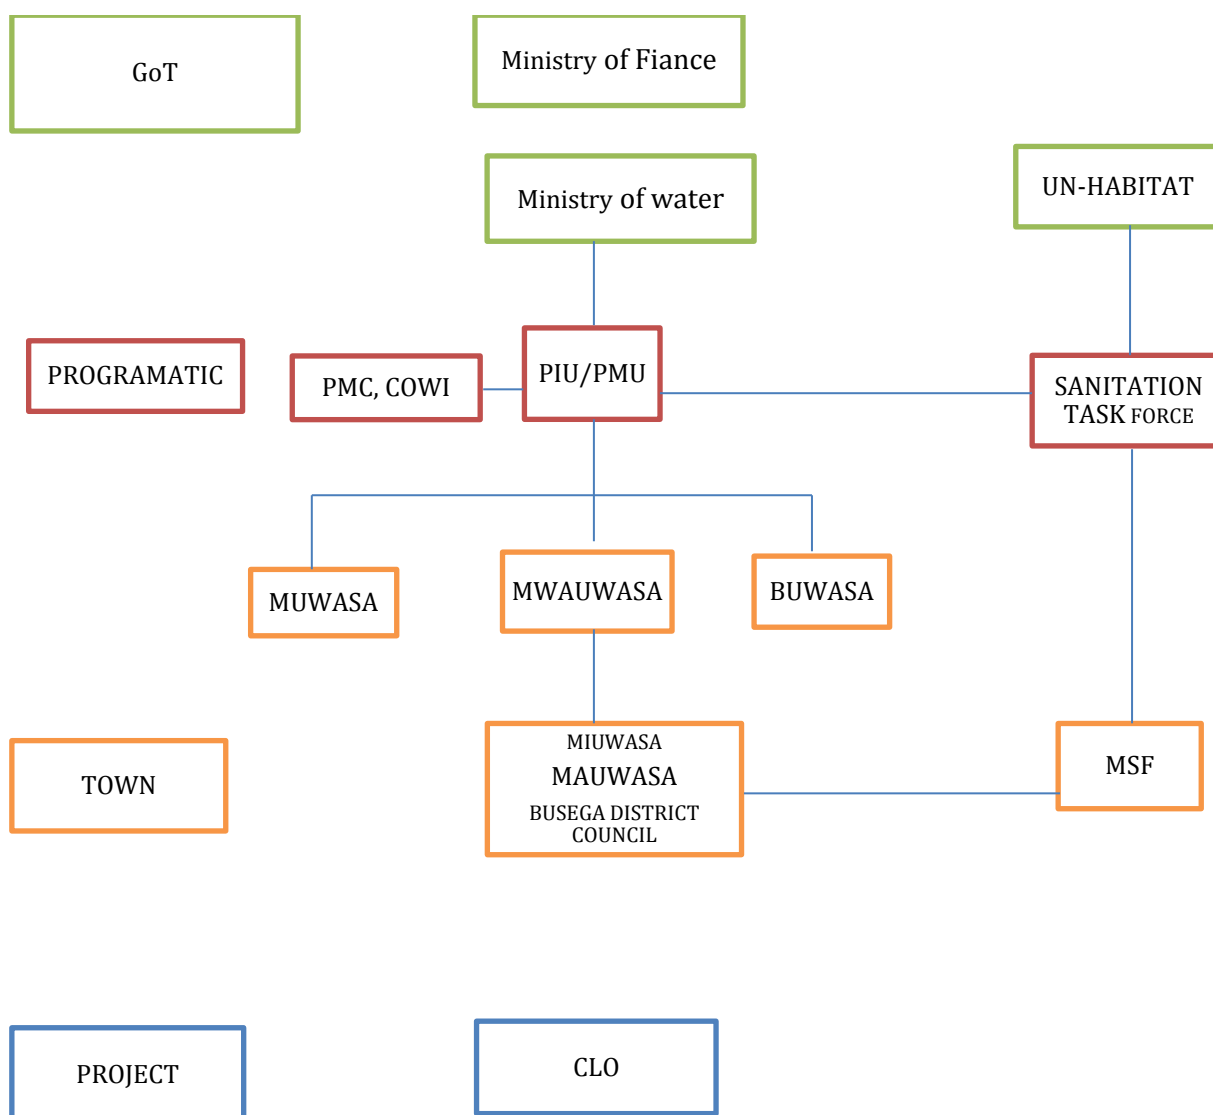 GoT
Ministry of Fiance
Ministry of water
UN-HABITAT
PROGRAMATIC
PMC, COWI
PIU/PMU
SANITATION
TASK FORCE
MUWASA
MWAUWASA
BUWASA
TOWN
MIUWASA
MAUWASA
BUSEGA DISTRICT
COUNCIL
MSF
PROJECT
CLO